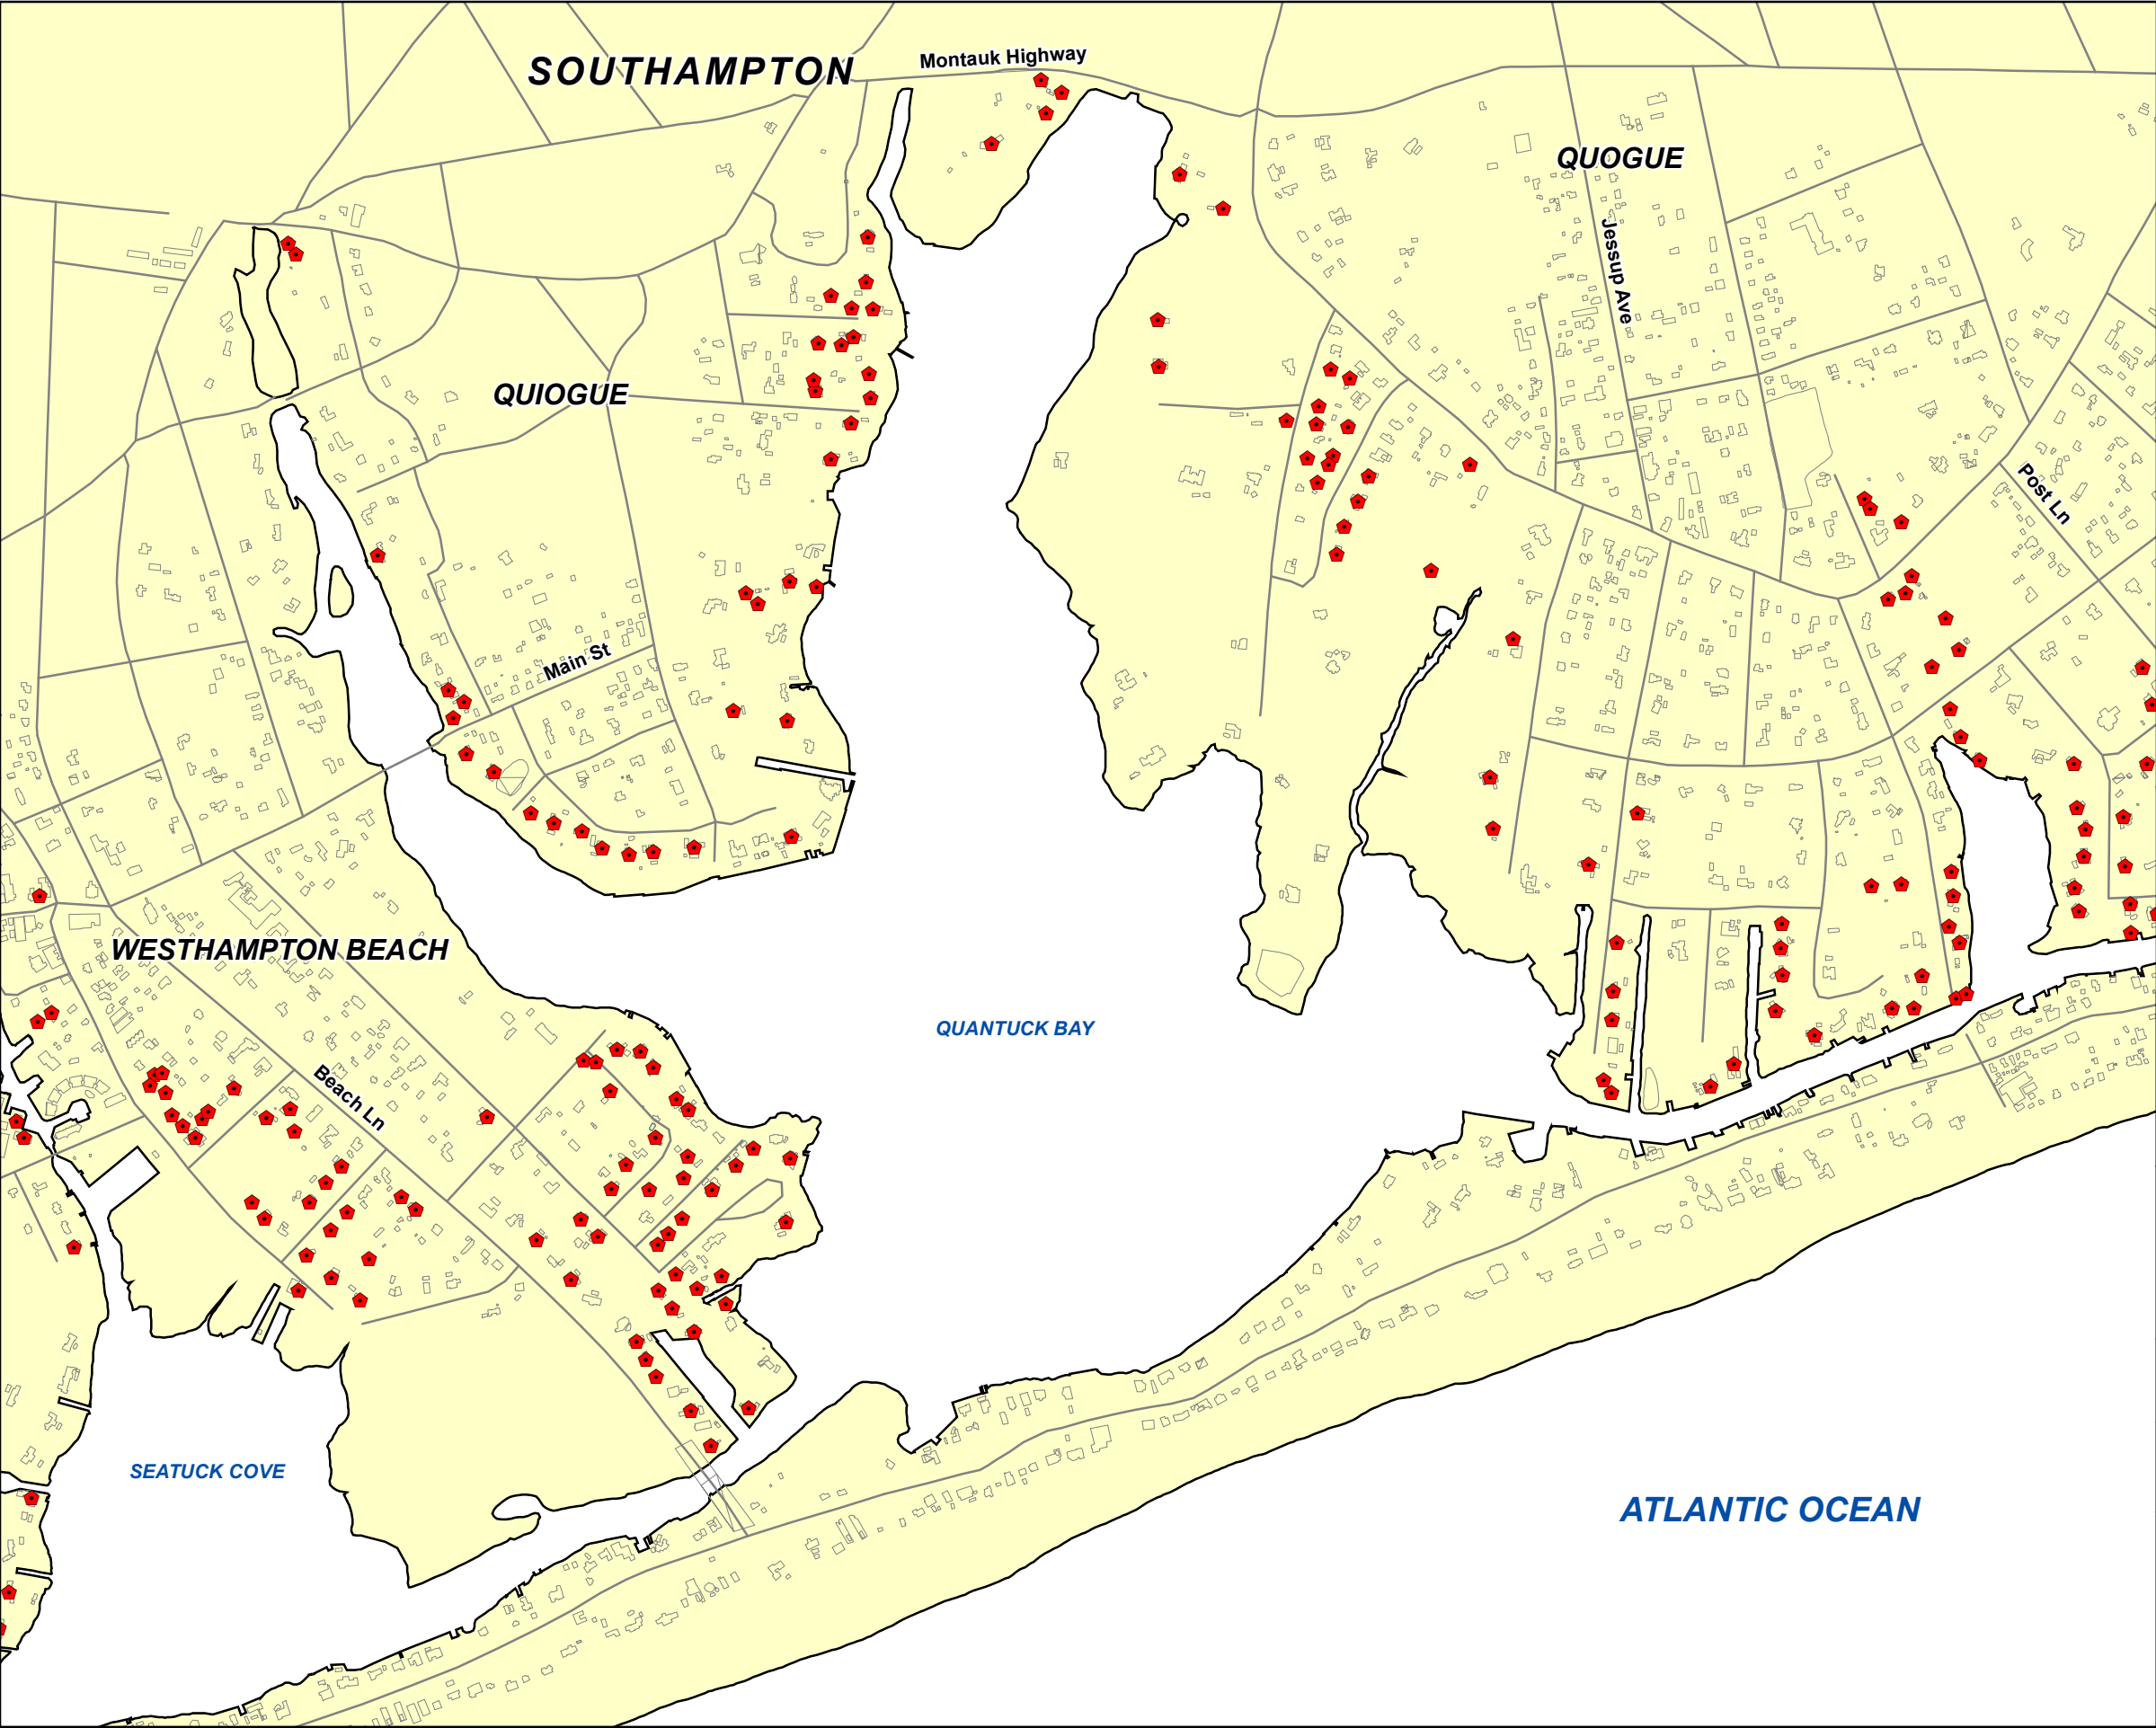 Montauk Highway
SOUTHAMPTON
QUOGUE
Jessup Ave
QUIOGUE
Post Ln
Main St
WESTHAMPTON BEACH
QUANTUCK BAY
Beach Ln
SEATUCK COVE
ATLANTIC OCEAN